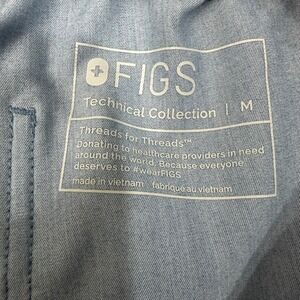 FIGS
Technical Collection | M
Threads for Threads™
Donating to healthcare providers in need
around the world. Because everyone
deserves to #wearFIGS
made in vietnam fabriqué au vietnam